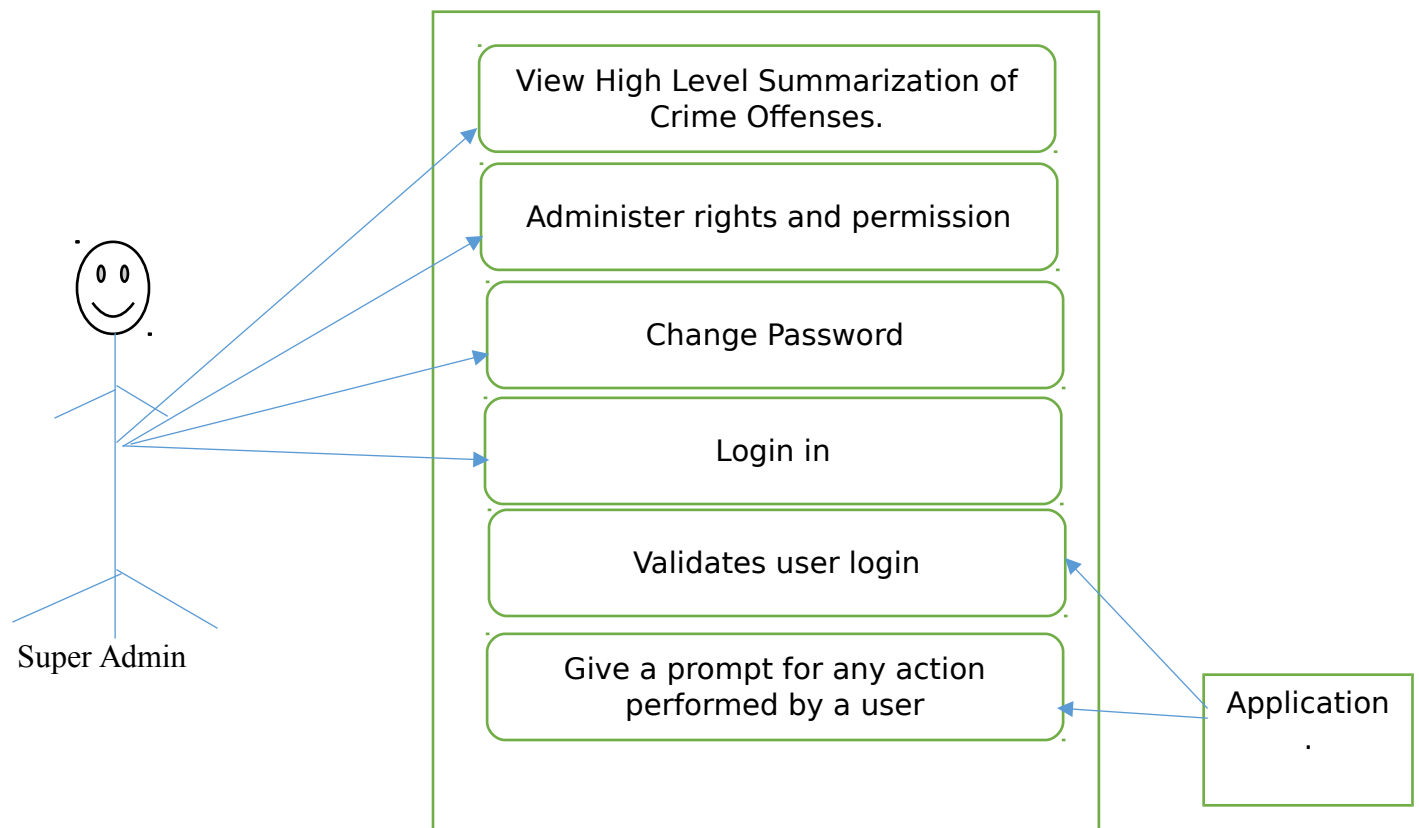 View High Level Summarization of
Crime Offenses.
Administer rights and permission
Change Password
Login in
Validates user login
Give a prompt for any action
performed by a user
Super Admin
Application
.